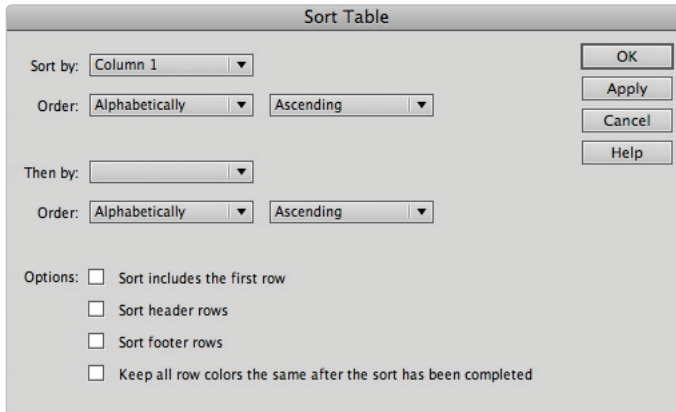 Sort Table
Sort by: Column 1
OK
Order: Alphabetically Ascending
Apply
Cancel
Help
Then by:
Order: Alphabetically Ascending
Options: Sort includes the first row
Sort header rows
Sort footer rows
Keep all row colors the same after the sort has been completed